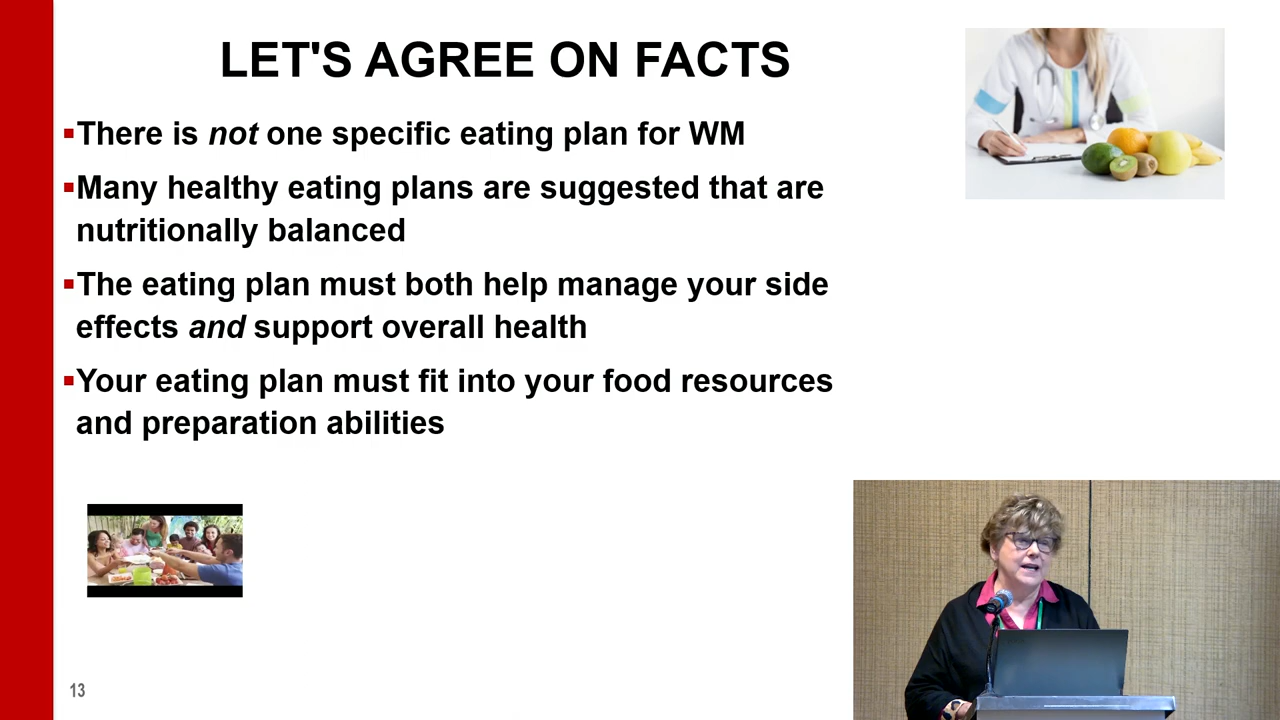 LET'S AGREE ON FACTS
▪There is not one specific eating plan for WM
▪Many healthy eating plans are suggested that are
nutritionally balanced
▪The eating plan must both help manage your side
effects and support overall health
▪Your eating plan must fit into your food resources
and preparation abilities
13